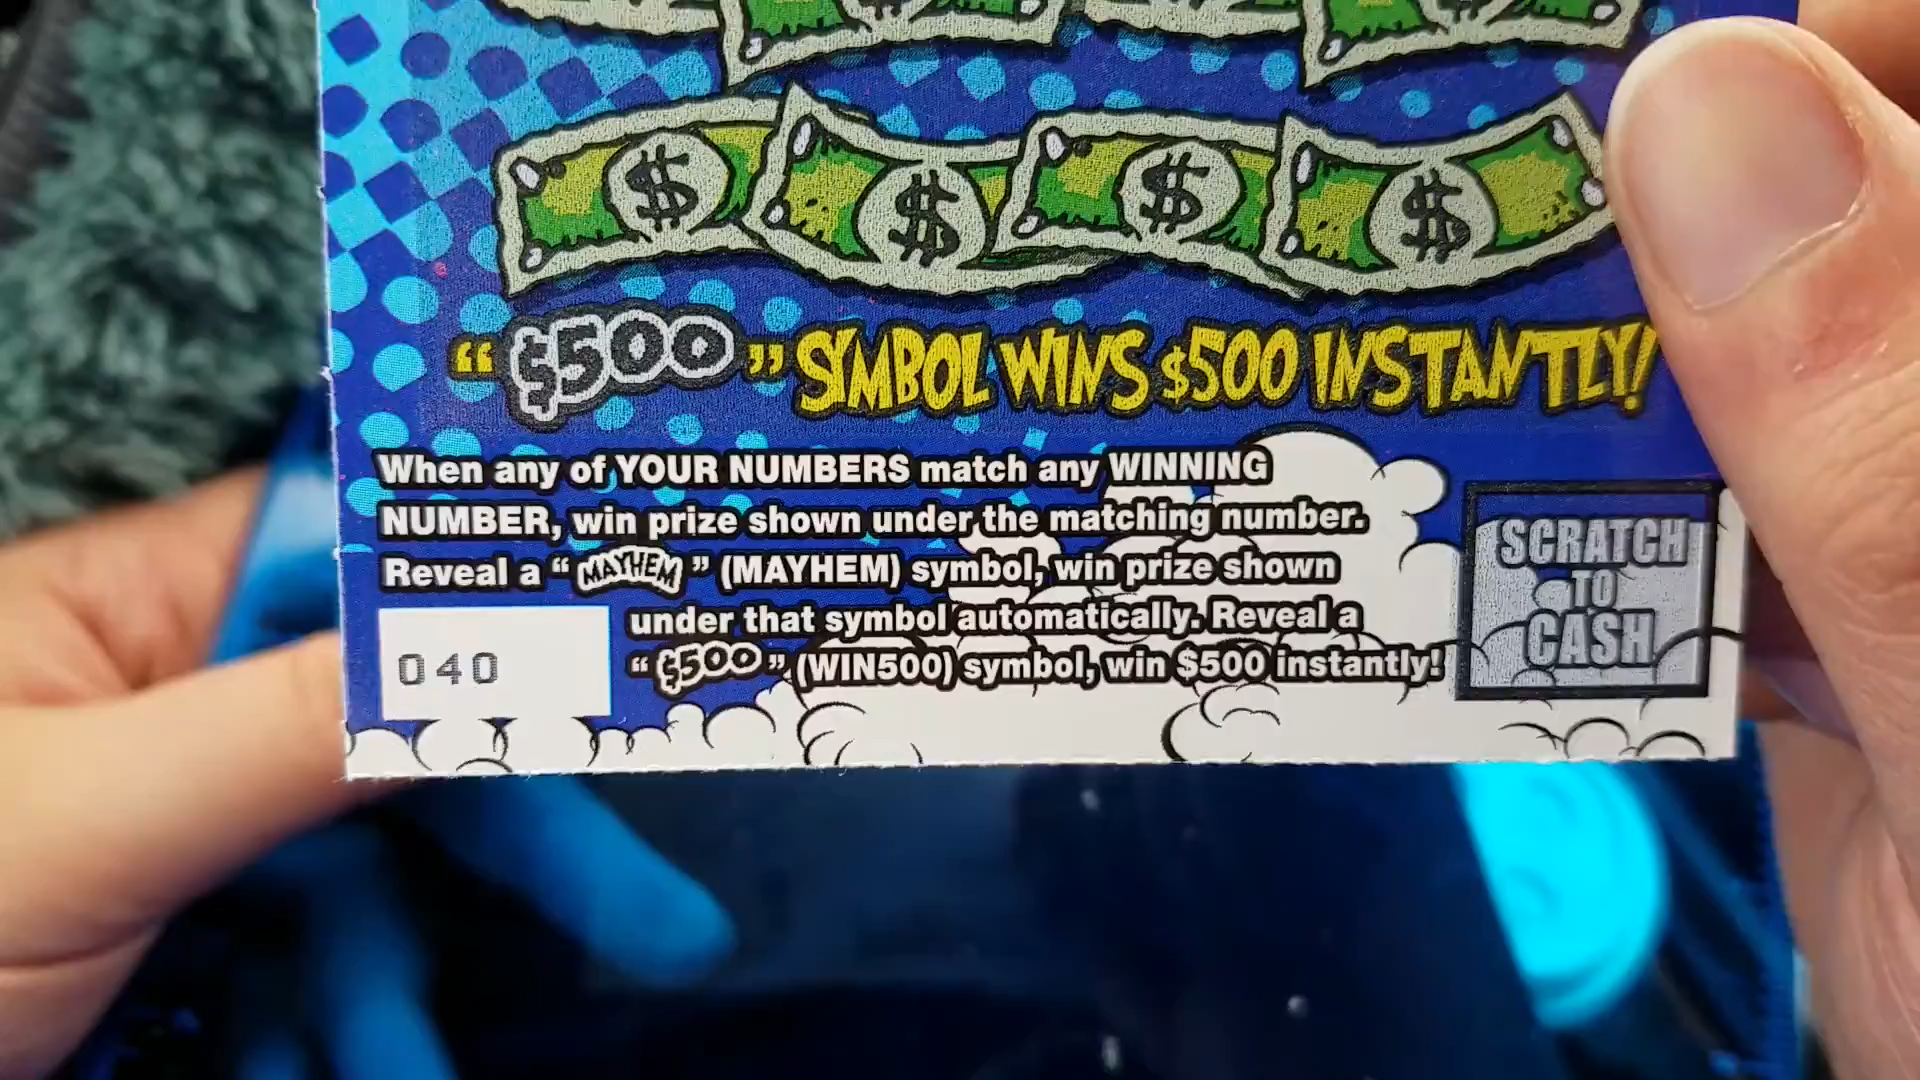 $ $ $ $
“$500” SYMBOL WINS $500 INSTANTLY!
When any of YOUR NUMBERS match any WINNING
NUMBER, win prize shown under the matching number.
Reveal a “MAYHEM” (MAYHEM) symbol, win prize shown
under that symbol automatically. Reveal a
“$500” (WIN500) symbol, win $500 instantly!
040
SCRATCH
TO
CASH